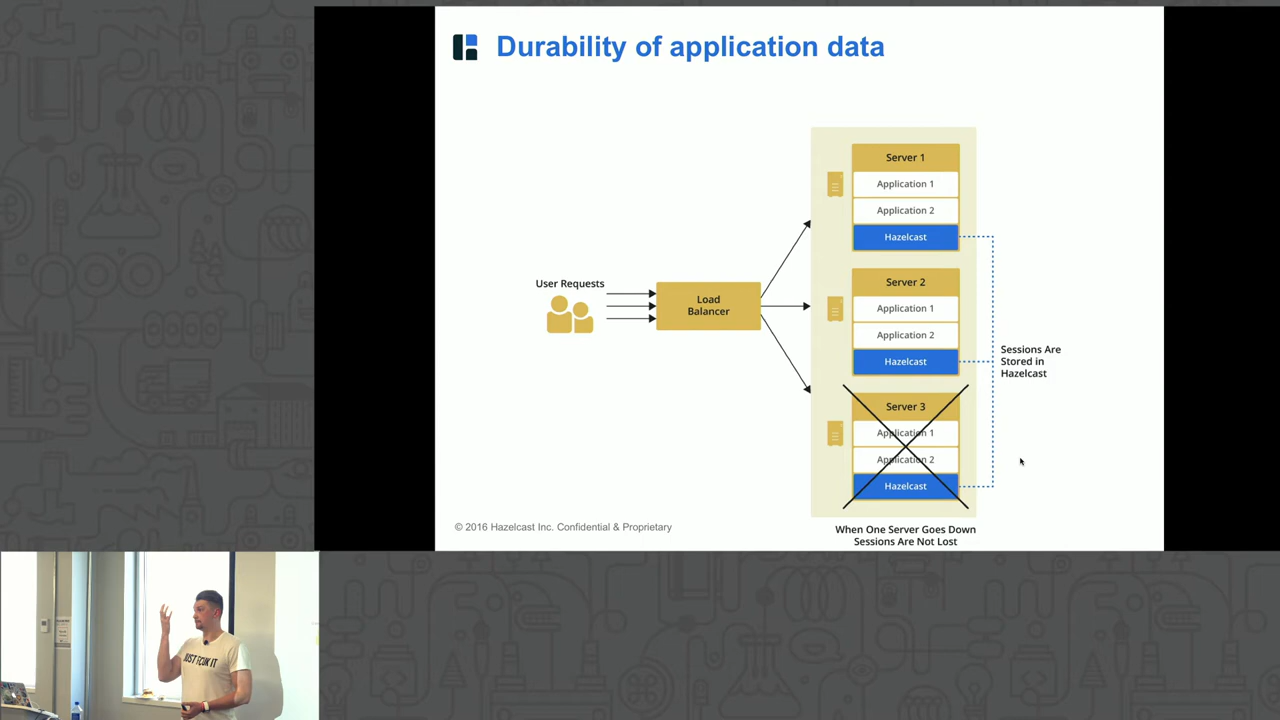 Durability of application data
Server 1
Application 1
Application 2
Hazelcast
User Requests
Load
Balancer
Server 2
Application 1
Application 2
Hazelcast
Sessions Are
Stored in
Hazelcast
Server 3
Application 1
Application 2
Hazelcast
When One Server Goes Down
Sessions Are Not Lost
© 2016 Hazelcast Inc. Confidential & Proprietary